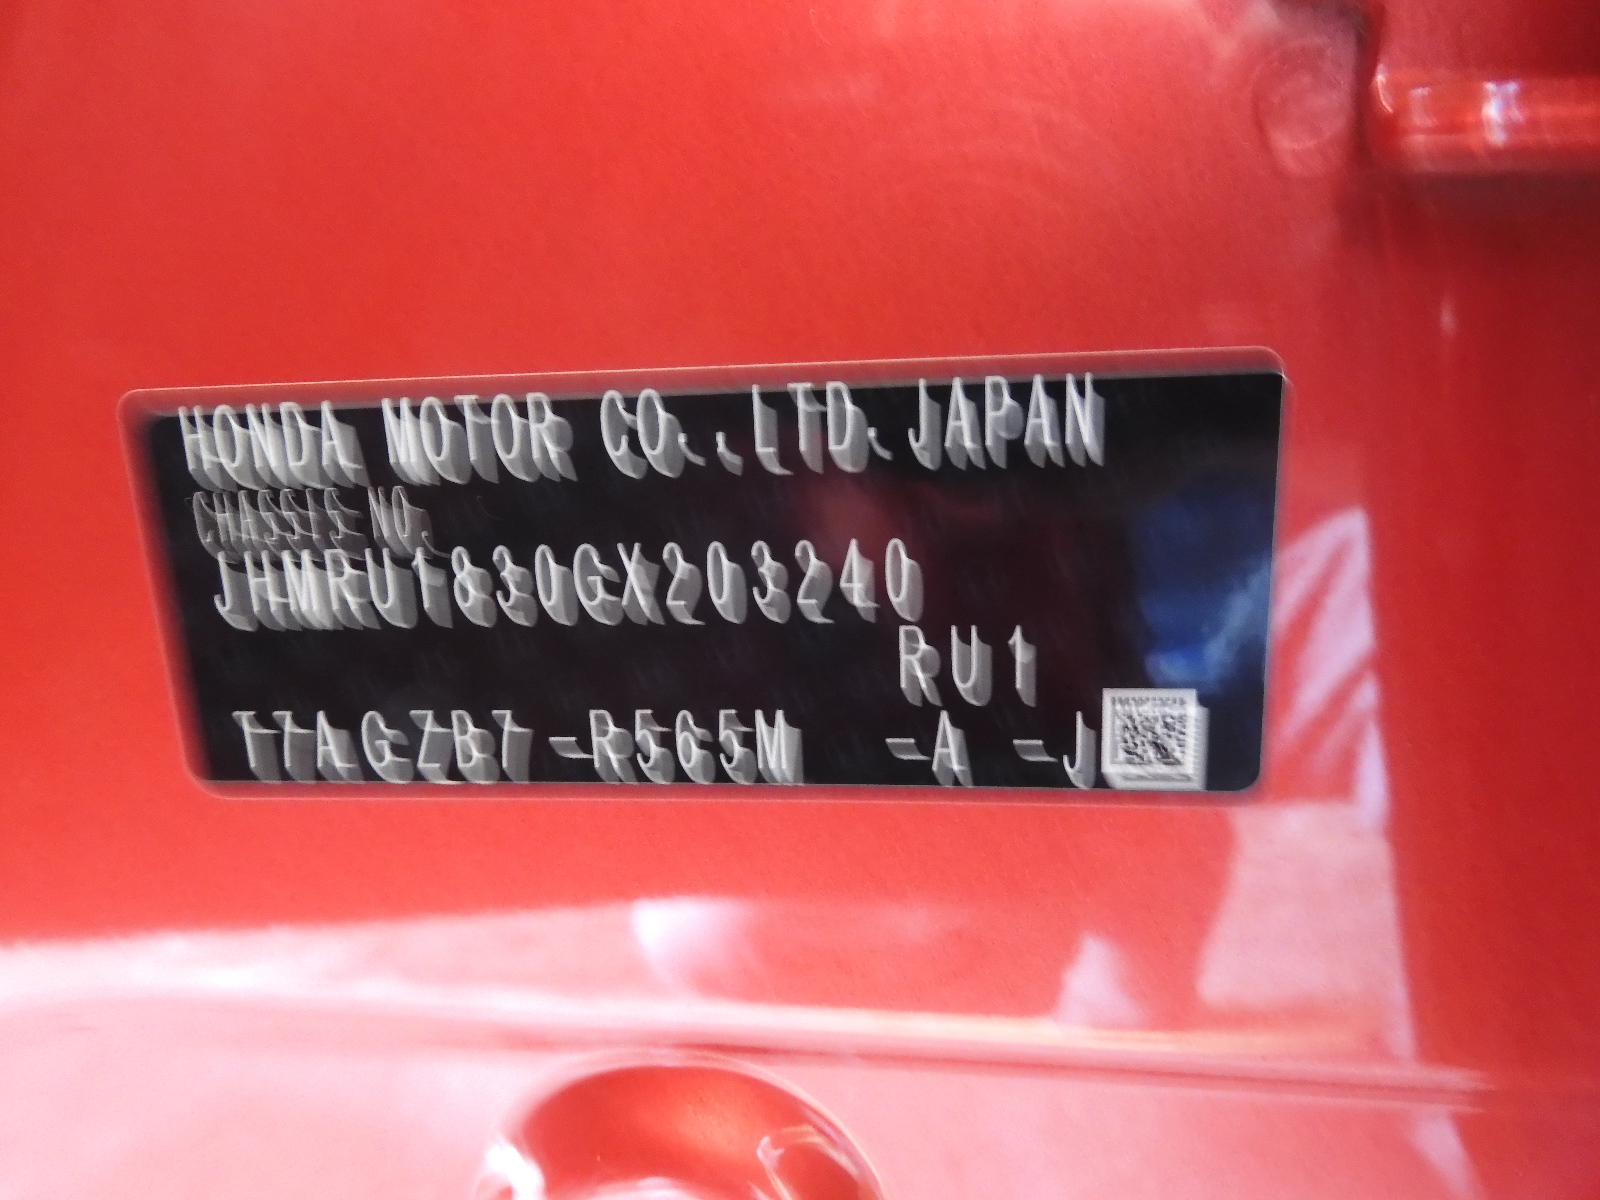 HONDA MOTOR CO.,LTD.JAPAN
CHASSIS NO.
JHMRU1830GX203240
RU1
T7AGZB7 -R565M -A -J